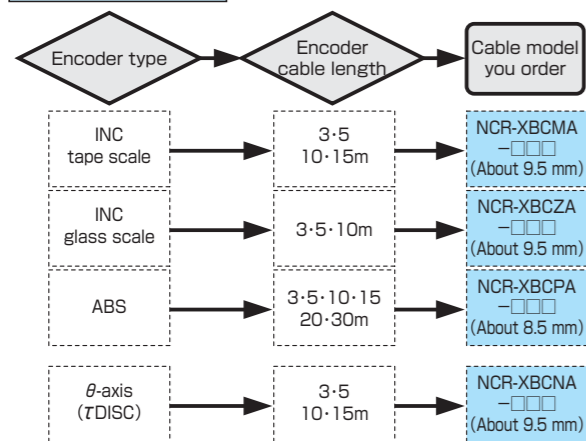 Encoder type
Encoder
cable length
Cable model
you order
INC
tape scale
3·5
10·15m
NCR-XBCMA
−□□□
(About 9.5 mm)
INC
glass scale
3·5·10m
NCR-XBCZA
−□□□
(About 9.5 mm)
ABS
3·5·10·15
20·30m
NCR-XBCPA
−□□□
(About 8.5 mm)
θ-axis
(τDISC)
3·5
10·15m
NCR-XBCNA
−□□□
(About 9.5 mm)